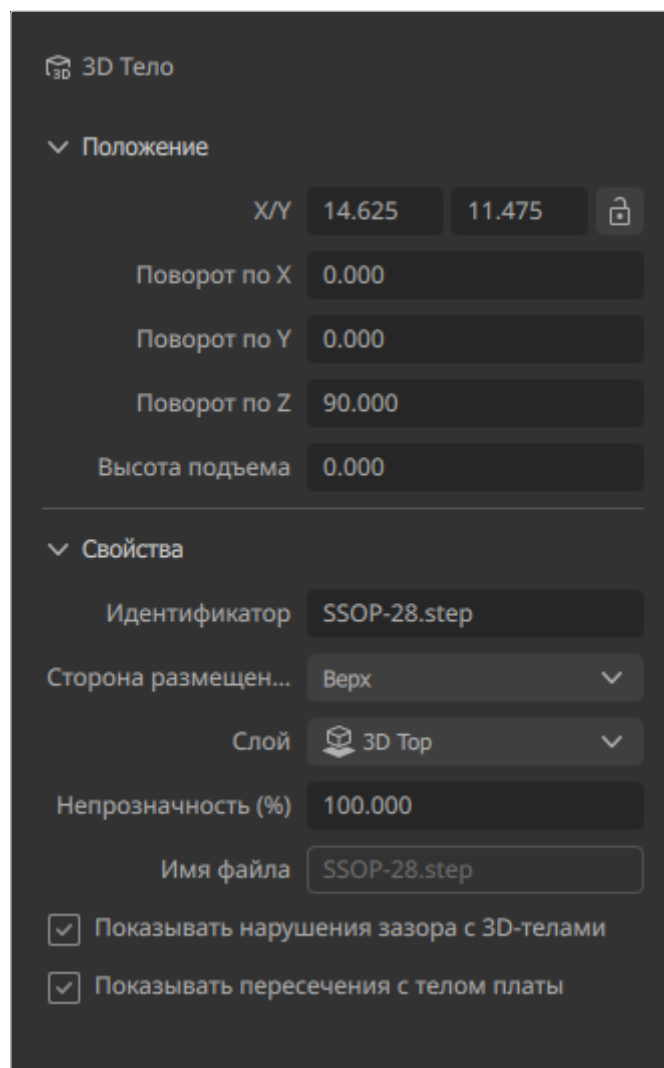 3D Тело
Положение
X/Y 14.625 11.475
Поворот по X 0.000
Поворот по Y 0.000
Поворот по Z 90.000
Высота подъема 0.000
Свойства
Идентификатор SSOP-28.step
Сторона размещен... Верх
Слой 3D Top
Непрозначность (%) 100.000
Имя файла SSOP-28.step
Показывать нарушения зазора с 3D-телами
Показывать пересечения с телом платы